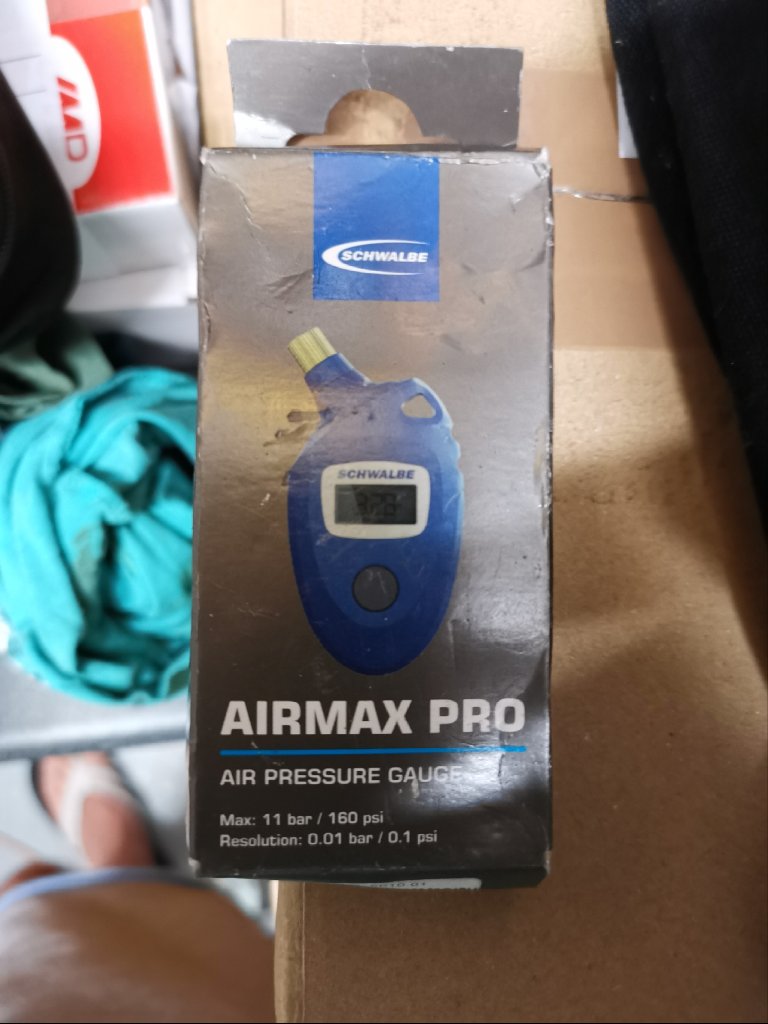 SCHWALBE
SCHWALBE
AIRMAX PRO
AIR PRESSURE GAUGE
Max: 11 bar / 160 psi
Resolution: 0.01 bar / 0.1 psi